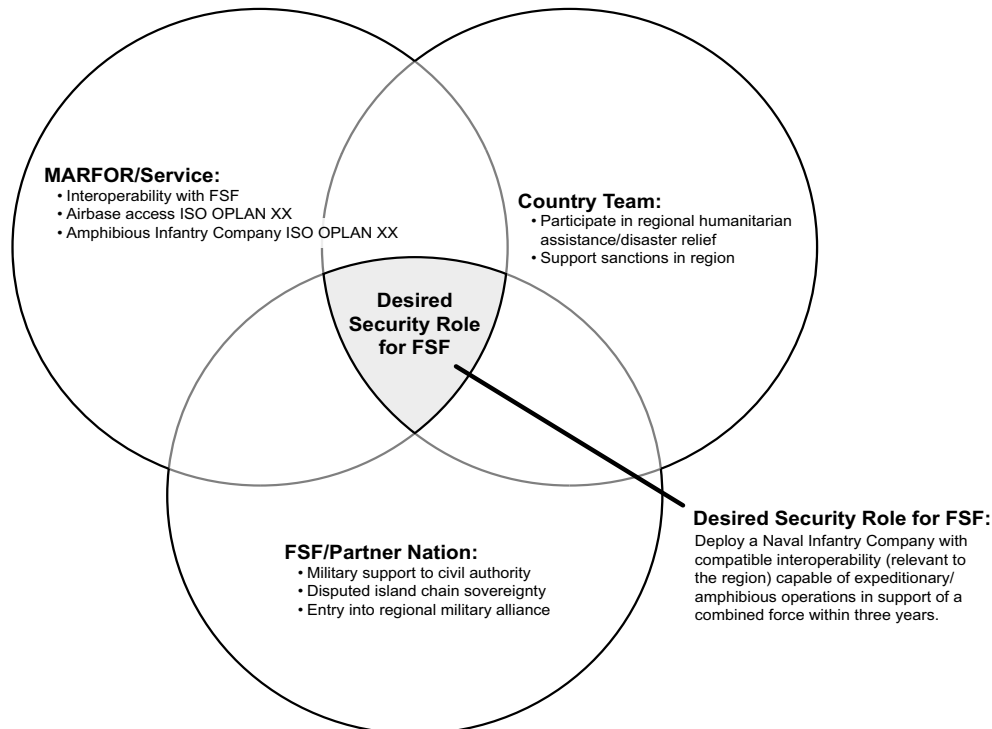 MARFOR/Service:
• Interoperability with FSF
• Airbase access ISO OPLAN XX
• Amphibious Infantry Company ISO OPLAN XX
Country Team:
• Participate in regional humanitarian
assistance/disaster relief
• Support sanctions in region
Desired
Security Role
for FSF
FSF/Partner Nation:
• Military support to civil authority
• Disputed island chain sovereignty
• Entry into regional military alliance
Desired Security Role for FSF:
Deploy a Naval Infantry Company with
compatible interoperability (relevant to
the region) capable of expeditionary/
amphibious operations in support of a
combined force within three years.